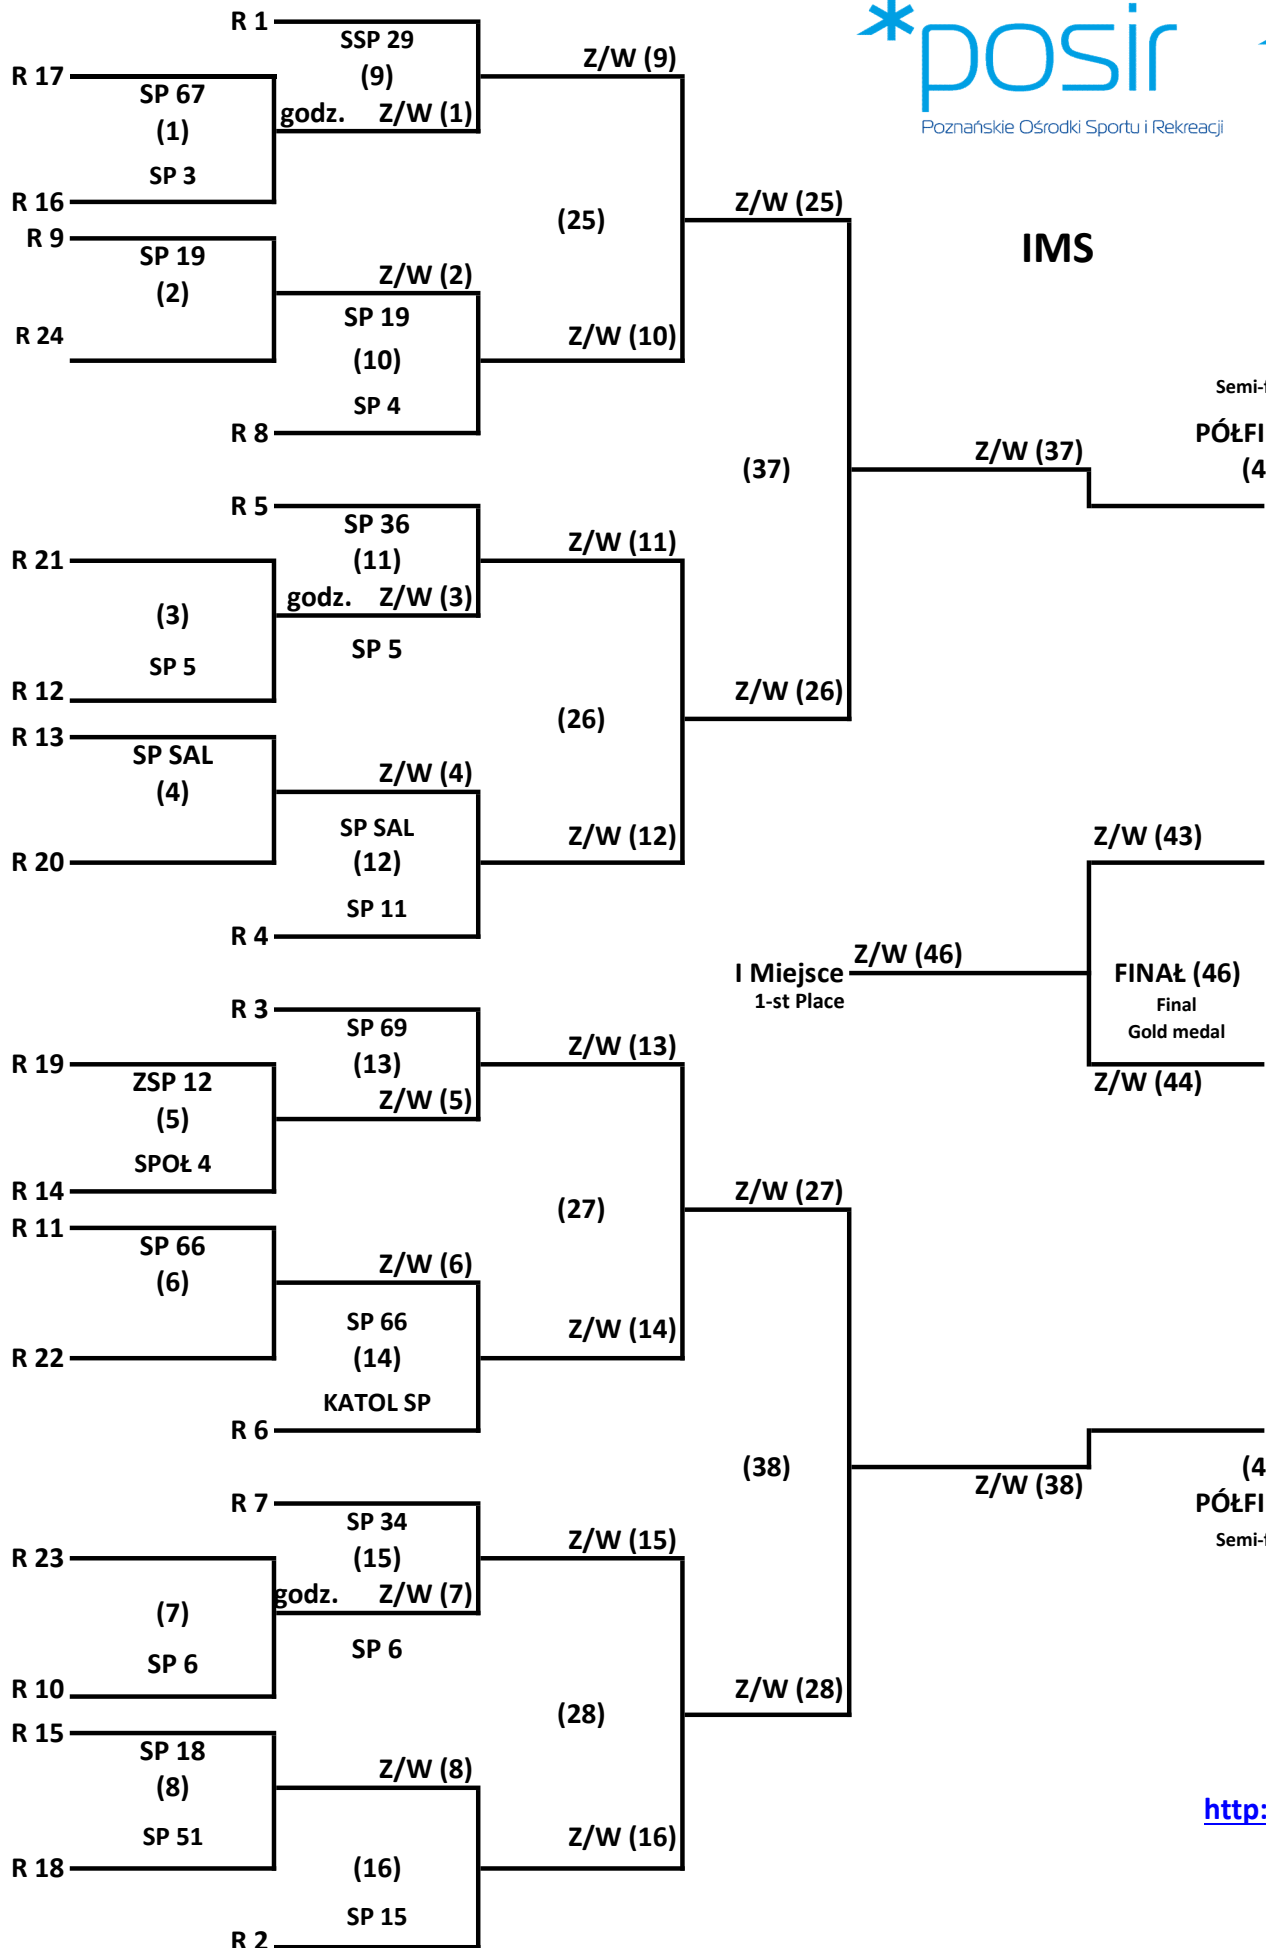 R 1
SSP 29
Z/W (9)
posir
R 17
(9)
SP 67
godz. Z/W (1)
Poznańskie Ośrodki Sportu i Rekreacji
(1)
SP 3
R 16
Z/W (25)
(25)
R 9
IMS
SP 19
Z/W (2)
(2)
SP 19
R 24
Z/W (10)
(10)
Semi-f
SP 4
R 8
PÓŁFI
Z/W (37)
(37)
(4
R 5
SP 36
Z/W (11)
R 21
(11)
godz. Z/W (3)
(3)
SP 5
SP 5
R 12
Z/W (26)
(26)
R 13
SP SAL
Z/W (4)
(4)
SP SAL
Z/W (12)
Z/W (43)
R 20
(12)
SP 11
R 4
Z/W (46)
I Miejsce
FINAŁ (46)
1-st Place
Final
R 3
SP 69
Gold medal
Z/W (13)
R 19
(13)
ZSP 12
Z/W (44)
Z/W (5)
(5)
SPOŁ 4
R 14
Z/W (27)
(27)
R 11
SP 66
Z/W (6)
(6)
SP 66
Z/W (14)
R 22
(14)
KATOL SP
R 6
(38)
(4
Z/W (38)
R 7
PÓŁFI
SP 34
Z/W (15)
Semi-f
R 23
(15)
godz. Z/W (7)
(7)
SP 6
SP 6
R 10
Z/W (28)
(28)
R 15
SP 18
Z/W (8)
(8)
http:
SP 51
Z/W (16)
R 18
(16)
SP 15
R 2